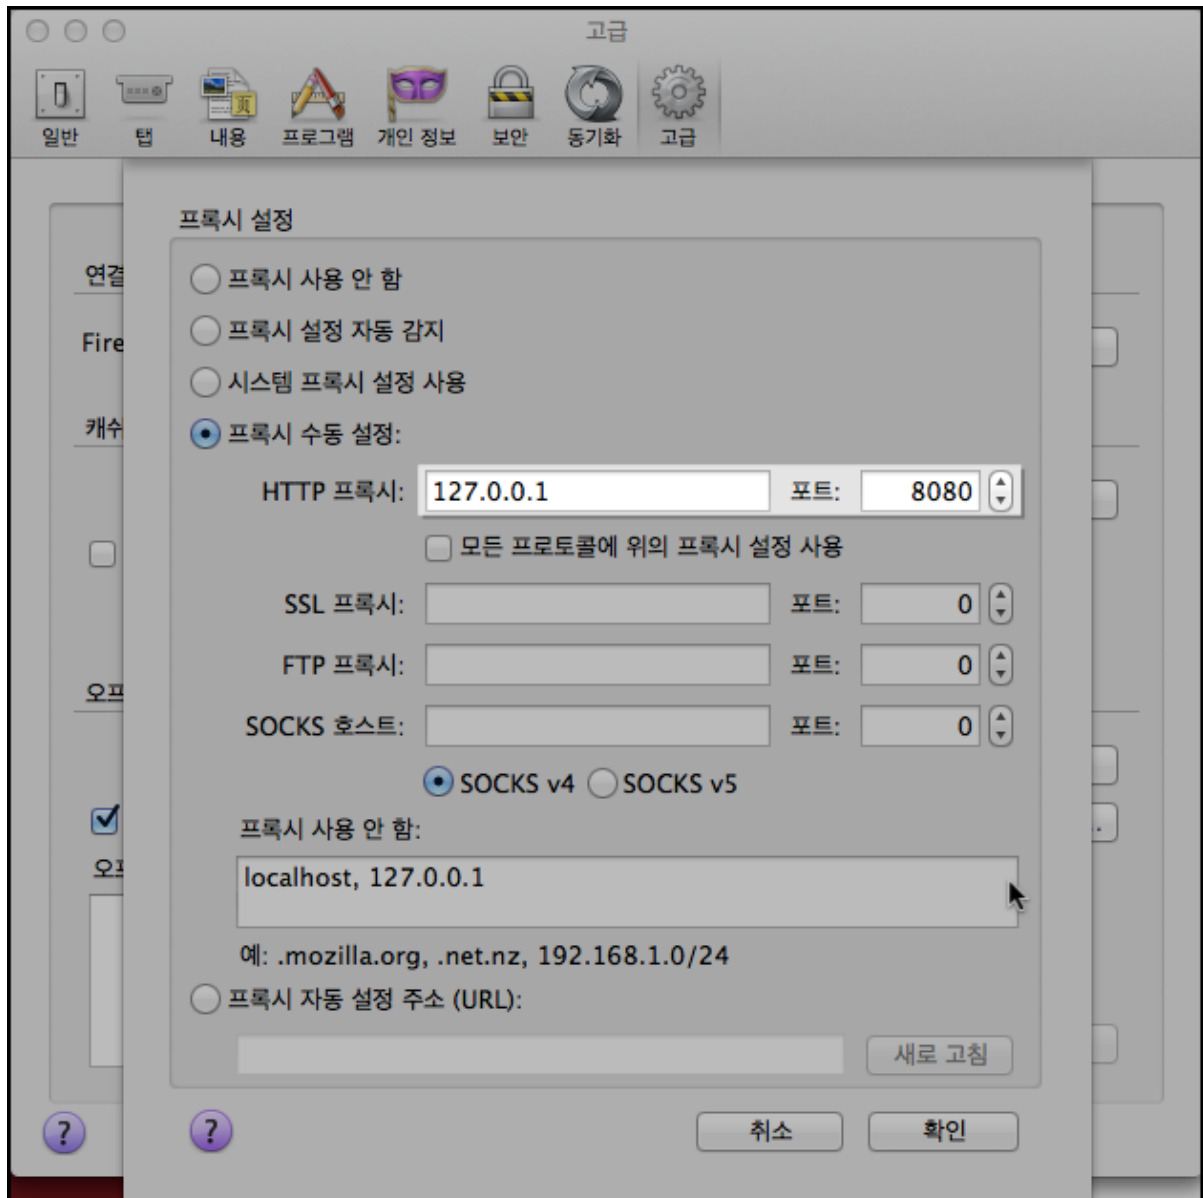 고급
일반 탭 내용 프로그램 개인 정보 보안 동기화 고급
프록시 설정
연결
프록시 사용 안 함
프록시 설정 자동 감지
Fire
시스템 프록시 설정 사용
캐쉬
프록시 수동 설정:
HTTP 프록시: 127.0.0.1 포트: 8080
모든 프로토콜에 위의 프록시 설정 사용
SSL 프록시: 포트: 0
FTP 프록시: 포트: 0
오프
SOCKS 호스트: 포트: 0
SOCKS v4 SOCKS v5
프록시 사용 안 함:
오프
localhost, 127.0.0.1
예: .mozilla.org, .net.nz, 192.168.1.0/24
프록시 자동 설정 주소 (URL):
새로 고침
? ? 취소 확인